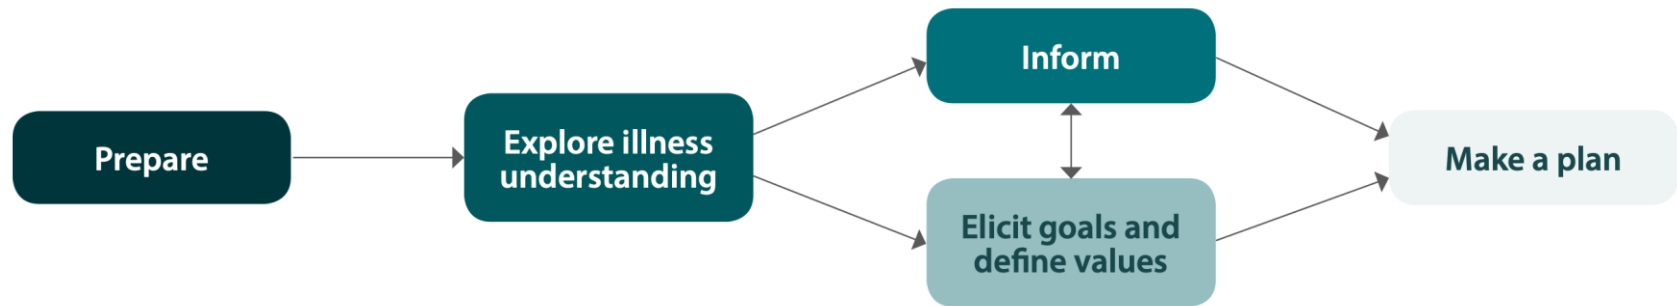 Prepare
Explore illness
understanding
Inform
Elicit goals and
define values
Make a plan